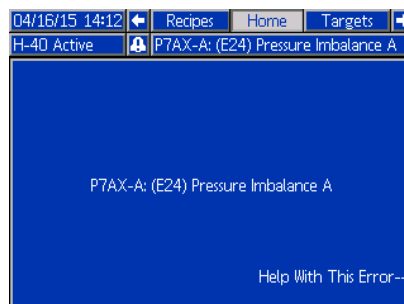 04/16/15 14:12 Recipes Home Targets
H-40 Active P7AX-A: (E24) Pressure Imbalance A
P7AX-A: (E24) Pressure Imbalance A
Help With This Error--